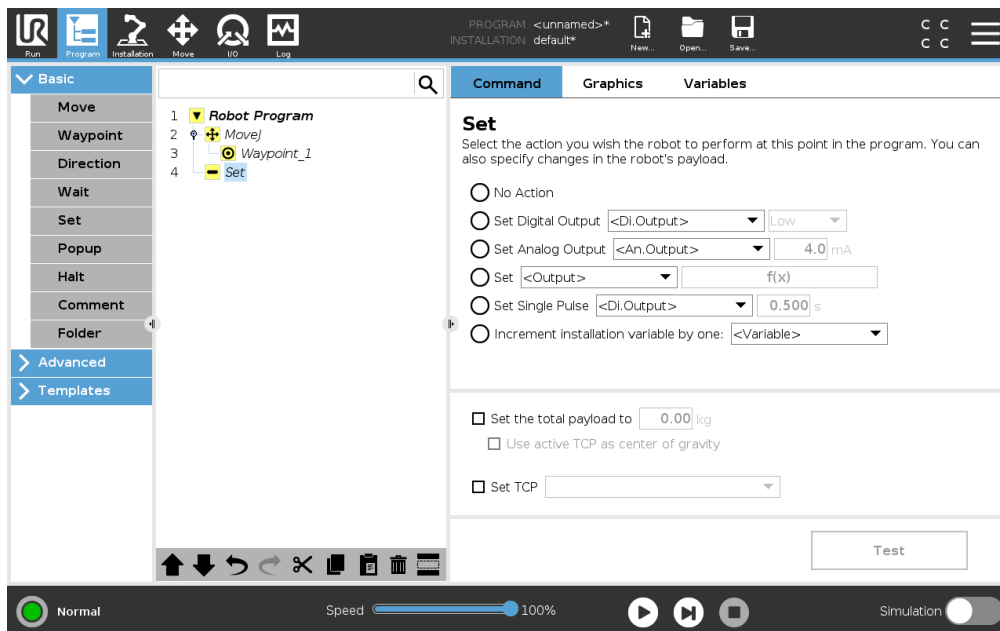 PROGRAM <unnamed>*
INSTALLATION default*
C C
C C
Run Program Installation Move I/O Log New... Open... Save...
Basic
Move
Waypoint
Direction
Wait
Set
Popup
Halt
Comment
Folder
Advanced
Templates
1 Robot Program
2 MoveJ
3 Waypoint_1
4 Set
Command Graphics Variables
Set
Select the action you wish the robot to perform at this point in the program. You can
also specify changes in the robot's payload.
No Action
Set Digital Output <Di.Output> Low
Set Analog Output <An.Output> 4.0 mA
Set <Output> f(x)
Set Single Pulse <Di.Output> 0.500 s
Increment installation variable by one: <Variable>
Set the total payload to 0.00 kg
Use active TCP as center of gravity
Set TCP
Test
Normal Speed 100% Simulation